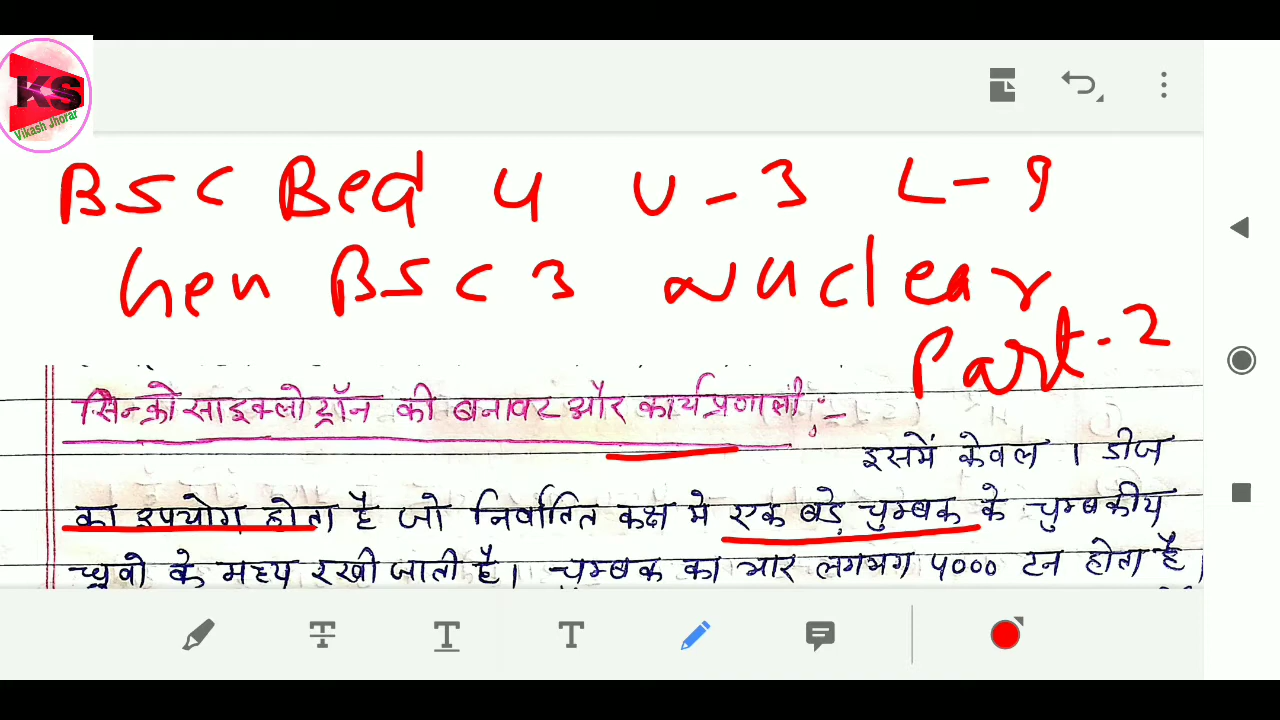 KS
Vikash Jhorar
BSC Bed 4 U-3 L-9
Gen BSC 3 Nuclear
Part-2
सिन्क्रोसाइक्लोट्रॉन की बनावट और कार्यप्रणाली :-
इसमें केवल 1 डीज
का उपयोग होता है जो निर्वातित कक्ष मे एक बड़े चुम्बक के चुम्बकीय
ध्रुवो के मध्य रखी जाती है। चुम्बक का भार लगभग 4000 टन होता है।
T T T